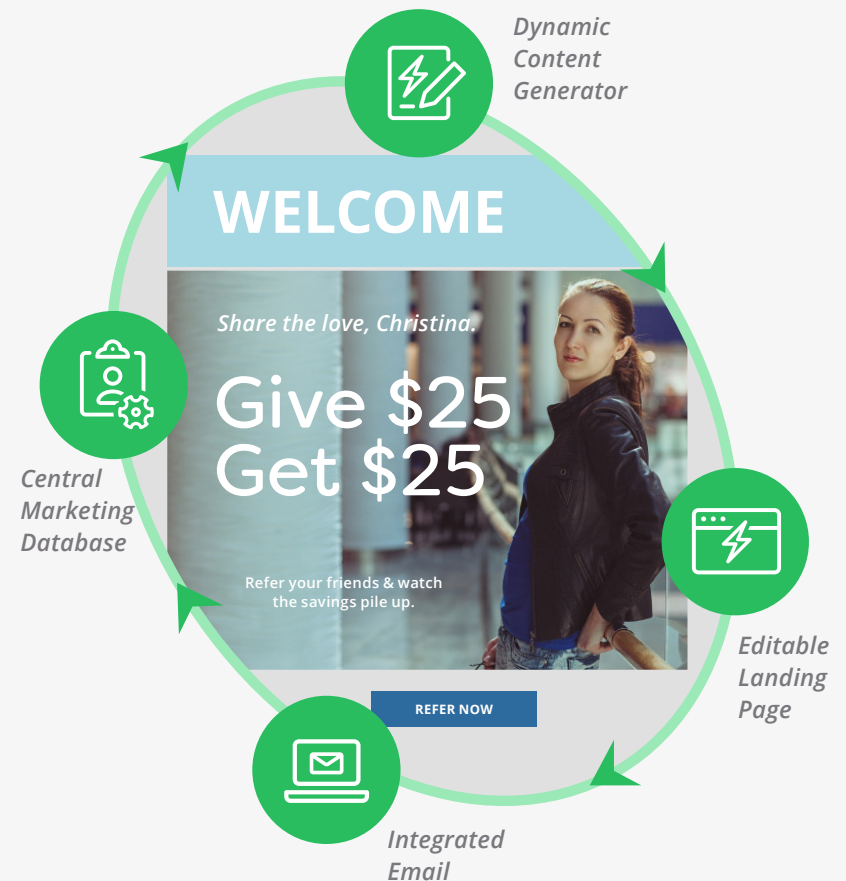 Dynamic
Content
Generator
WELCOME
Share the love, Christina.
Give $25
Get $25
Central
Marketing
Database
Refer your friends & watch
the savings pile up.
Editable
Landing
Page
REFER NOW
Integrated
Email